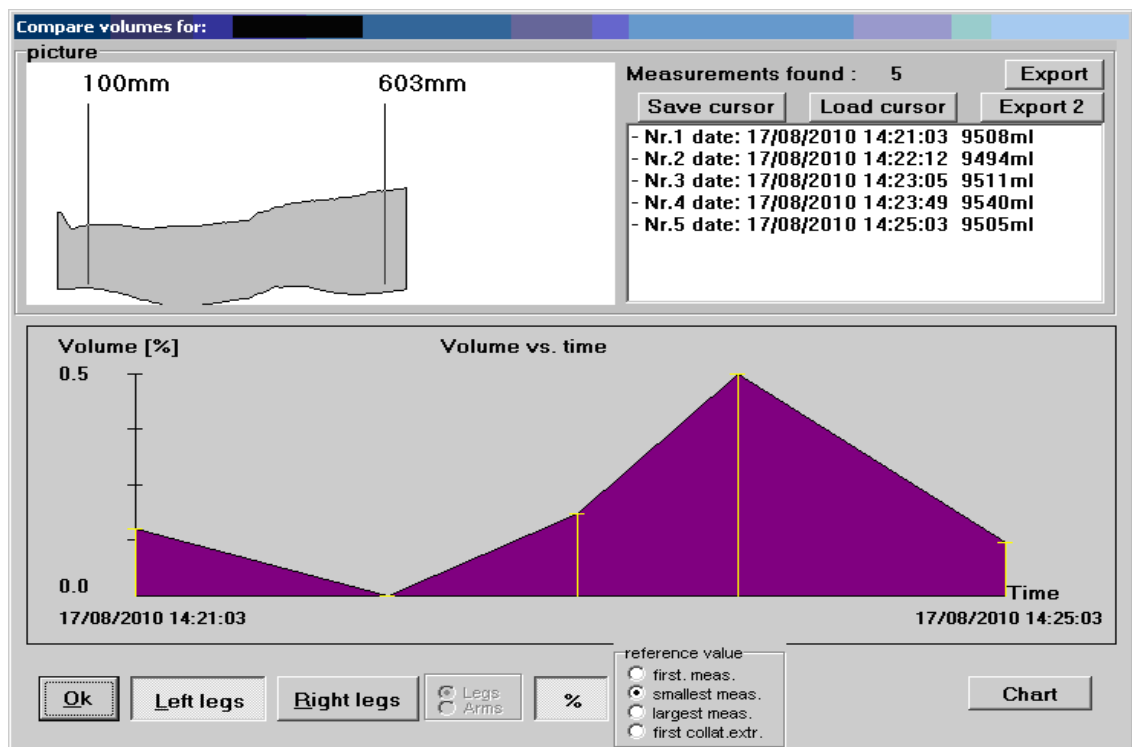 Compare volumes for:
picture
100mm 603mm
Measurements found : 5 Export
Save cursor Load cursor Export 2
- Nr.1 date: 17/08/2010 14:21:03 9508ml
- Nr.2 date: 17/08/2010 14:22:12 9494ml
- Nr.3 date: 17/08/2010 14:23:05 9511ml
- Nr.4 date: 17/08/2010 14:23:49 9540ml
- Nr.5 date: 17/08/2010 14:25:03 9505ml
Volume [%] Volume vs. time
0.5
0.0
Time
17/08/2010 14:21:03 17/08/2010 14:25:03
reference value
first. meas.
smallest meas.
largest meas.
first collat.extr.
Ok Left legs Right legs Legs % Chart
Arms